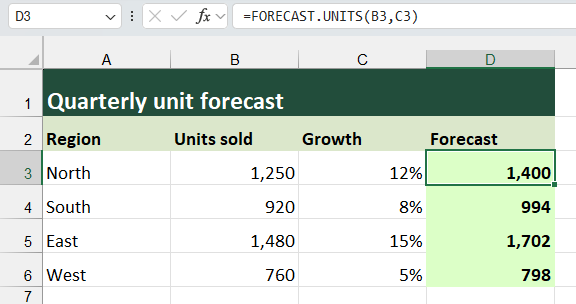 D3 fx =FORECAST.UNITS(B3,C3)
A B C D
1 Quarterly unit forecast
2 Region Units sold Growth Forecast
3 North 1,250 12% 1,400
4 South 920 8% 994
5 East 1,480 15% 1,702
6 West 760 5% 798
7